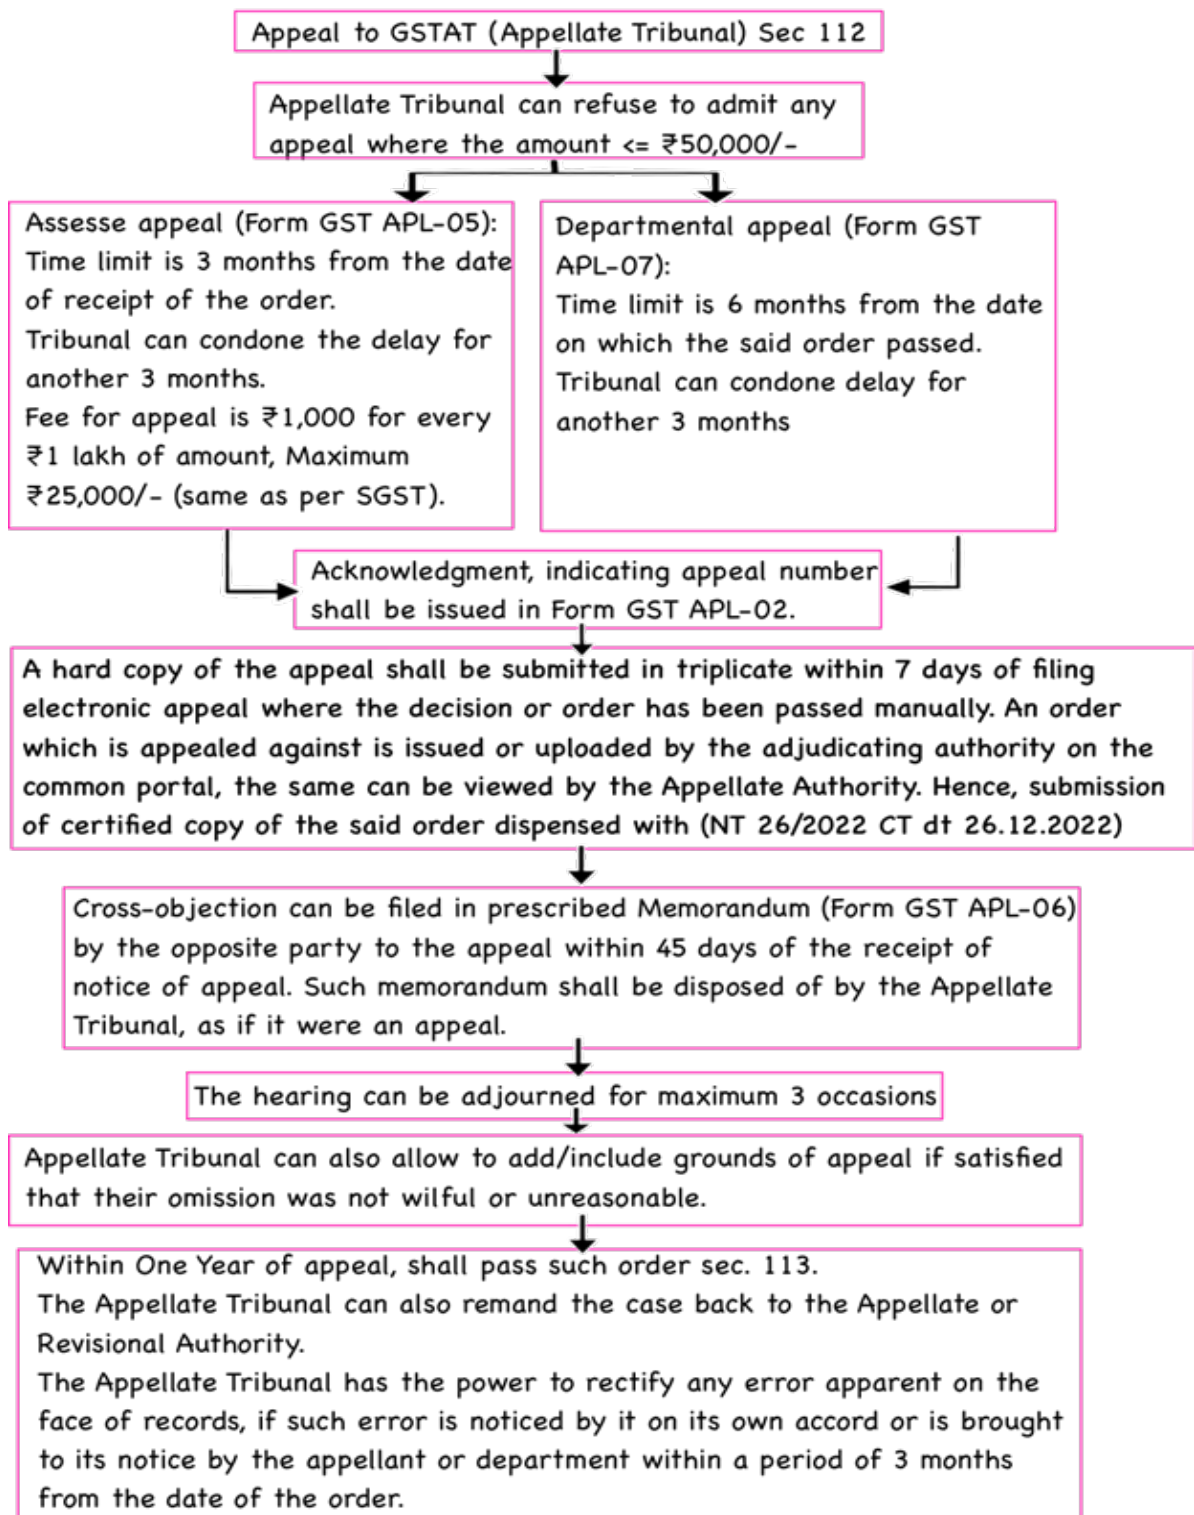 Appeal to GSTAT (Appellate Tribunal) Sec 112
Appellate Tribunal can refuse to admit any
appeal where the amount <= ₹50,000/-
Assesse appeal (Form GST APL-05):
Time limit is 3 months from the date
of receipt of the order.
Tribunal can condone the delay for
another 3 months.
Fee for appeal is ₹1,000 for every
₹1 lakh of amount, Maximum
₹25,000/- (same as per SGST).
Departmental appeal (Form GST
APL-07):
Time limit is 6 months from the date
on which the said order passed.
Tribunal can condone delay for
another 3 months
Acknowledgment, indicating appeal number
shall be issued in Form GST APL-02.
A hard copy of the appeal shall be submitted in triplicate within 7 days of filing
electronic appeal where the decision or order has been passed manually. An order
which is appealed against is issued or uploaded by the adjudicating authority on the
common portal, the same can be viewed by the Appellate Authority. Hence, submission
of certified copy of the said order dispensed with (NT 26/2022 CT dt 26.12.2022)
Cross-objection can be filed in prescribed Memorandum (Form GST APL-06)
by the opposite party to the appeal within 45 days of the receipt of
notice of appeal. Such memorandum shall be disposed of by the Appellate
Tribunal, as if it were an appeal.
The hearing can be adjourned for maximum 3 occasions
Appellate Tribunal can also allow to add/include grounds of appeal if satisfied
that their omission was not wilful or unreasonable.
Within One Year of appeal, shall pass such order sec. 113.
The Appellate Tribunal can also remand the case back to the Appellate or
Revisional Authority.
The Appellate Tribunal has the power to rectify any error apparent on the
face of records, if such error is noticed by it on its own accord or is brought
to its notice by the appellant or department within a period of 3 months
from the date of the order.